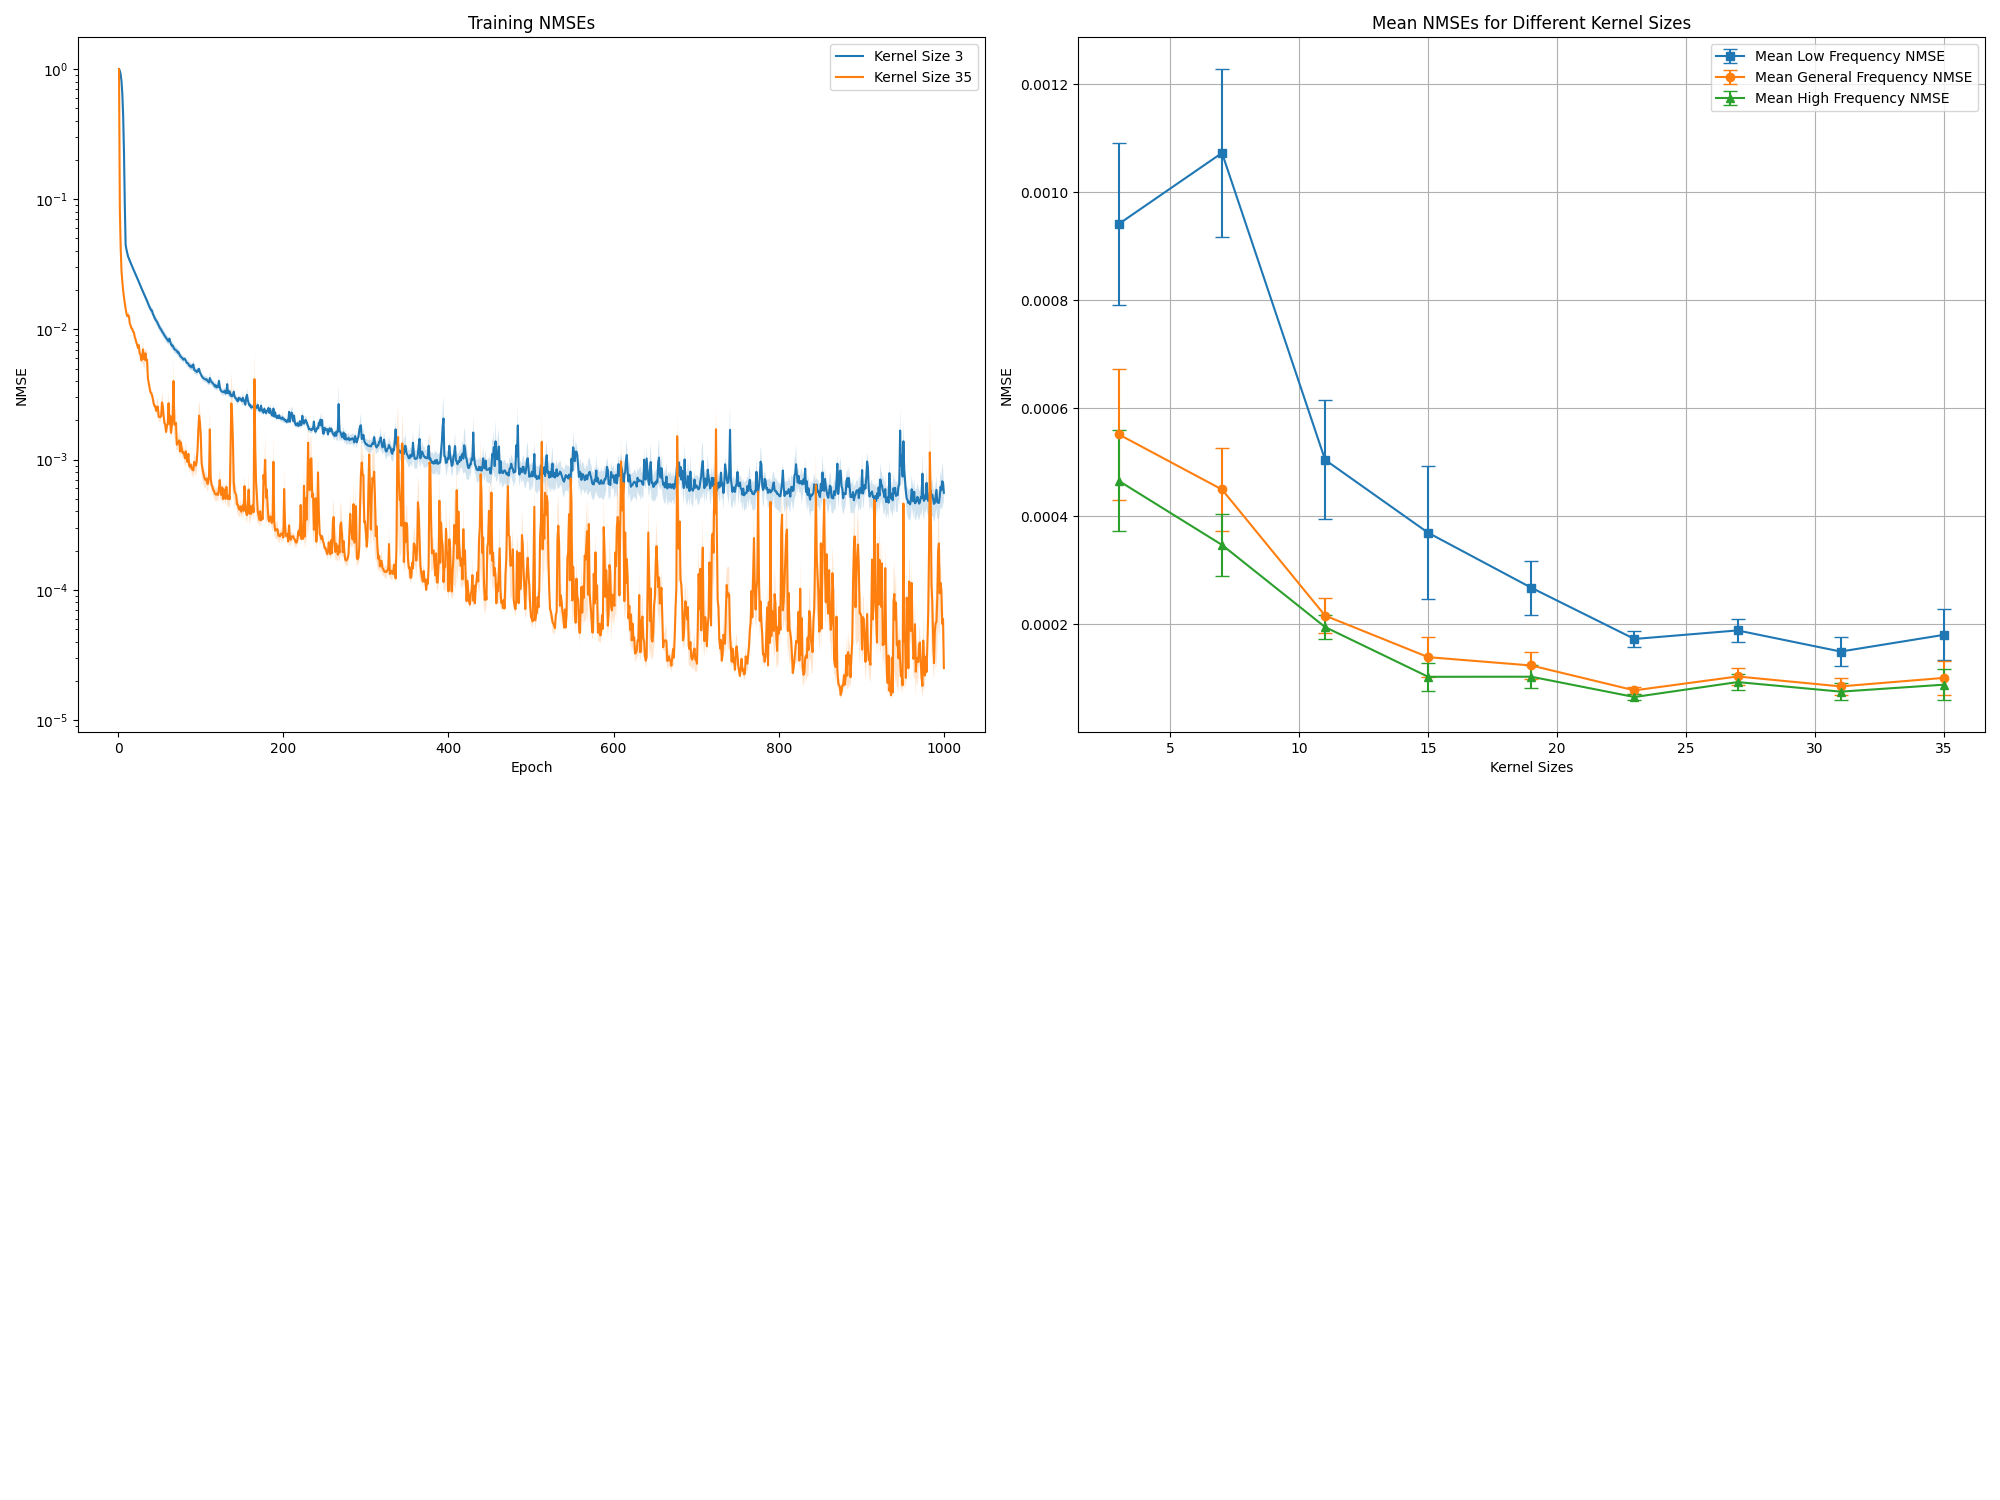 Training NMSEs
Kernel Size 3
Kernel Size 35
10⁰
10⁻¹
10⁻²
10⁻³
10⁻⁴
10⁻⁵
NMSE
0 200 400 600 800 1000
Epoch
Mean NMSEs for Different Kernel Sizes
Mean Low Frequency NMSE
Mean General Frequency NMSE
Mean High Frequency NMSE
0.0012
0.0010
0.0008
0.0006
0.0004
0.0002
NMSE
5 10 15 20 25 30 35
Kernel Sizes